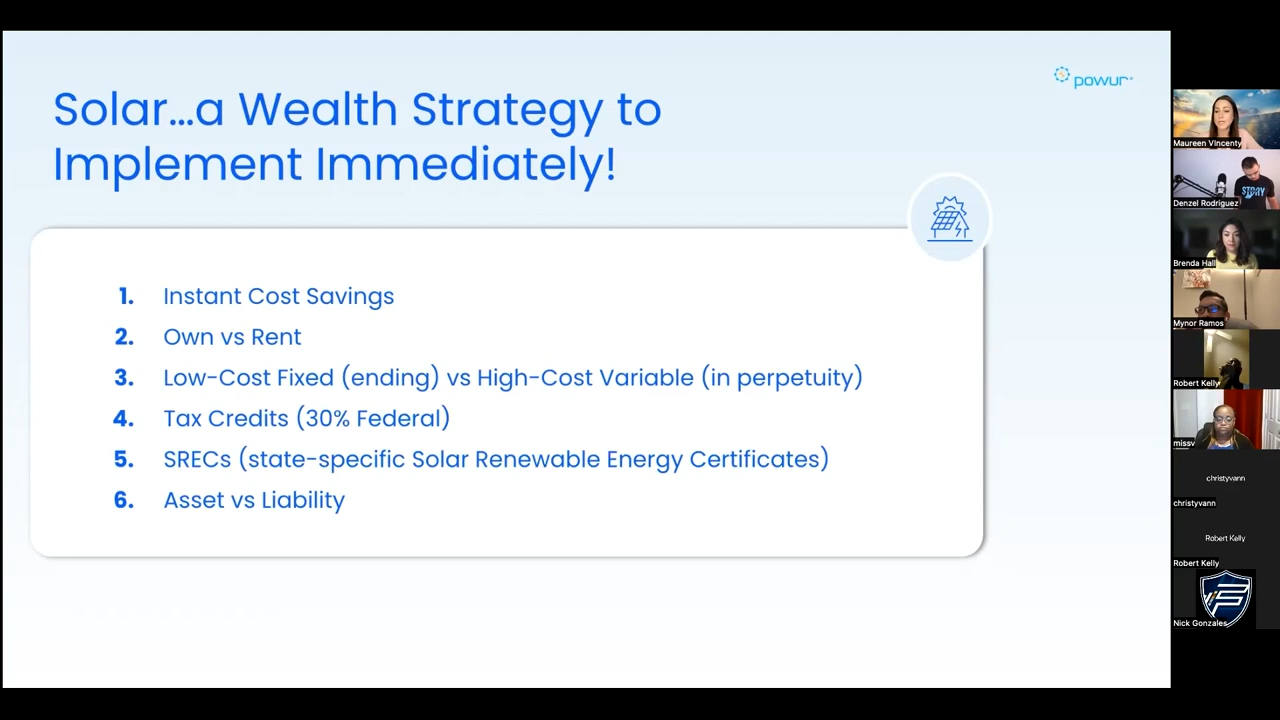 powur
Solar...a Wealth Strategy to
Implement Immediately!
1. Instant Cost Savings
2. Own vs Rent
3. Low-Cost Fixed (ending) vs High-Cost Variable (in perpetuity)
4. Tax Credits (30% Federal)
5. SRECs (state-specific Solar Renewable Energy Certificates)
6. Asset vs Liability
Maureen VIncenty
STORY
Denzel Rodriguez
Brenda Hall
Mynor Ramos
Robert Kelly
missv
christyvann
christyvann
Robert Kelly
Robert Kelly
Nick Gonzales